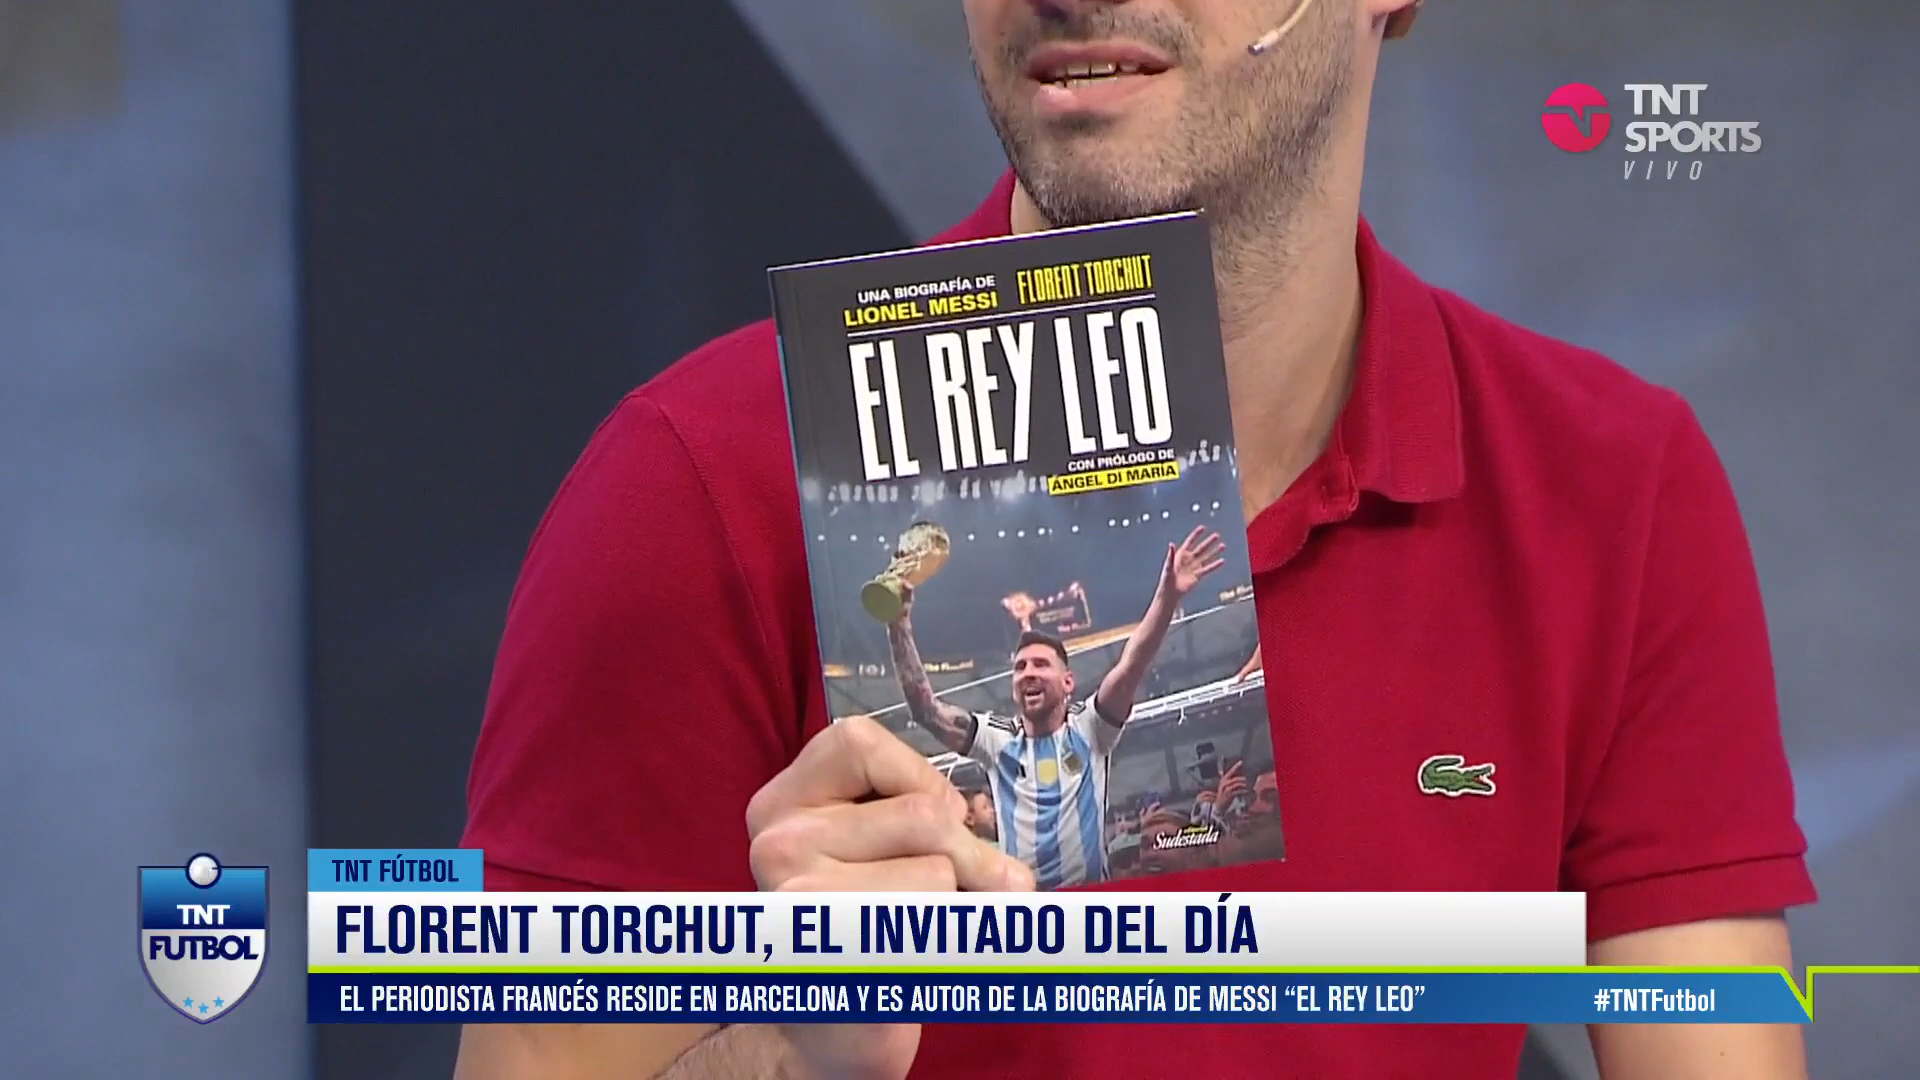 TNT
SPORTS
VIVO
UNA BIOGRAFÍA DE
LIONEL MESSI
FLORENT TORCHUT
EL REY LEO
CON PRÓLOGO DE
ÁNGEL DI MARÍA
Sudestada
TNT FÚTBOL
TNT
FUTBOL
FLORENT TORCHUT, EL INVITADO DEL DÍA
EL PERIODISTA FRANCÉS RESIDE EN BARCELONA Y ES AUTOR DE LA BIOGRAFÍA DE MESSI “EL REY LEO”
#TNTFutbol